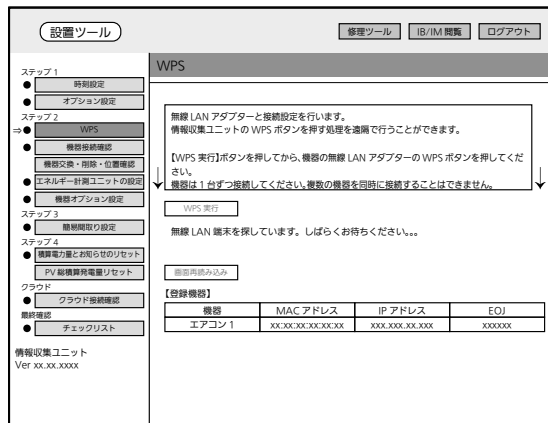 設置ツール
修理ツール
IB/IM 閲覧
ログアウト
ステップ 1
● 時刻設定
● オプション設定
ステップ 2
⇒● WPS
● 機器接続確認
機器交換・削除・位置確認
● エネルギー計測ユニットの設定
● 機器オプション設定
ステップ 3
● 簡易間取り設定
ステップ 4
● 積算電力量とお知らせのリセット
PV 総積算発電量リセット
クラウド
● クラウド接続確認
最終確認
● チェックリスト
情報収集ユニット
Ver xx.xx.xxxx
WPS
無線 LAN アダプターと接続設定を行います。
情報収集ユニットの WPS ボタンを押す処理を遠隔で行うことができます。
【WPS 実行】ボタンを押してから、機器の無線 LAN アダプターの WPS ボタンを押してくだ
さい。
機器は 1 台ずつ接続してください。複数の機器を同時に接続することはできません。
WPS 実行
無線 LAN 端末を探しています。しばらくお待ちください。。。
画面再読み込み
【登録機器】
機器 MAC アドレス IP アドレス EOJ
エアコン 1 xx:xx:xx:xx:xx:xx xxx.xxx.xx.xxx xxxxxx